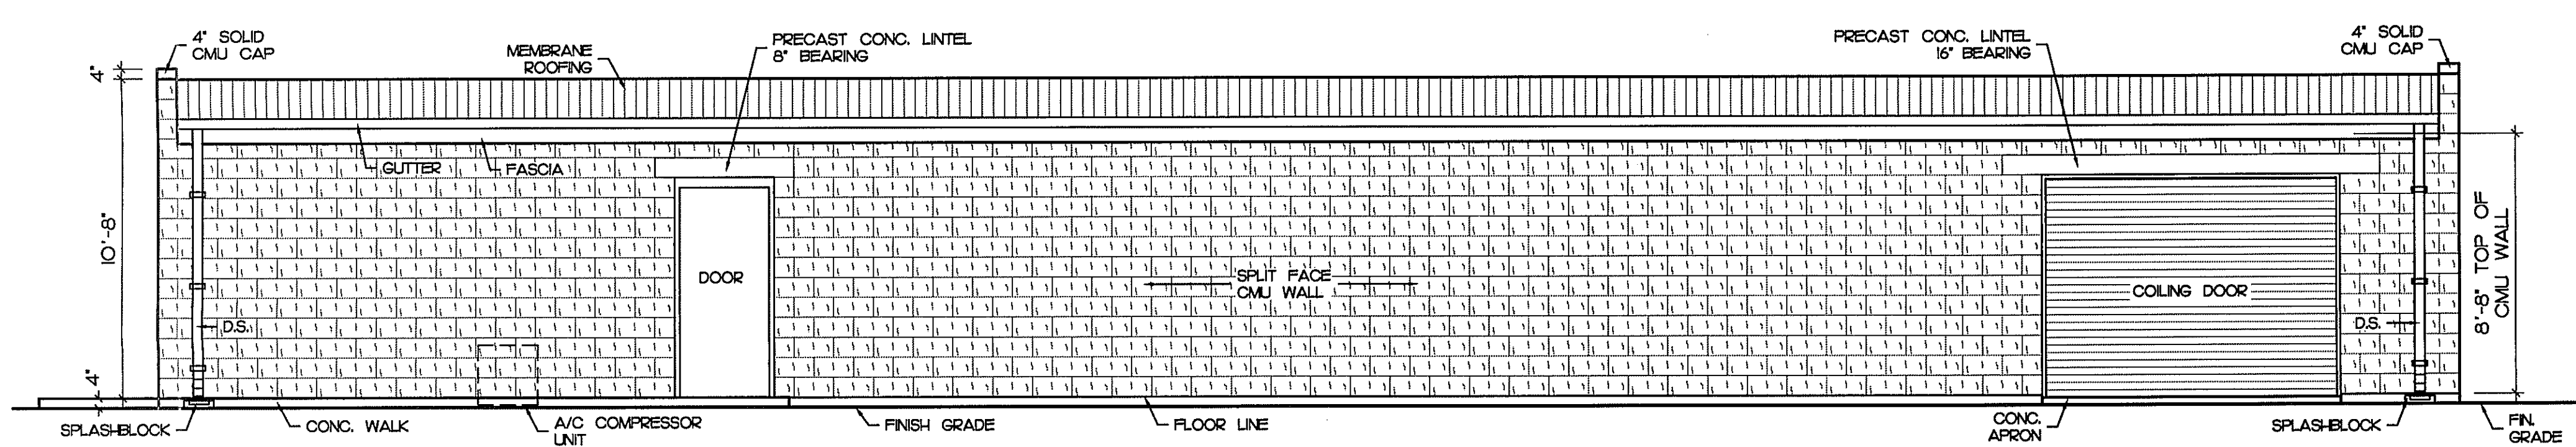 4" SOLID
CMU CAP
MEMBRANE
ROOFING
PRECAST CONC. LINTEL
8" BEARING
PRECAST CONC. LINTEL
16" BEARING
4" SOLID
CMU CAP
4"
10'-8"
4"
GUTTER
FASCIA
DOOR
SPLIT FACE
CMU WALL
COILING DOOR
8'-8" TOP OF
CMU WALL
D.S.
D.S.
SPLASHBLOCK
CONC. WALK
A/C COMPRESSOR
UNIT
FINISH GRADE
FLOOR LINE
CONC.
APRON
SPLASHBLOCK
FIN.
GRADE